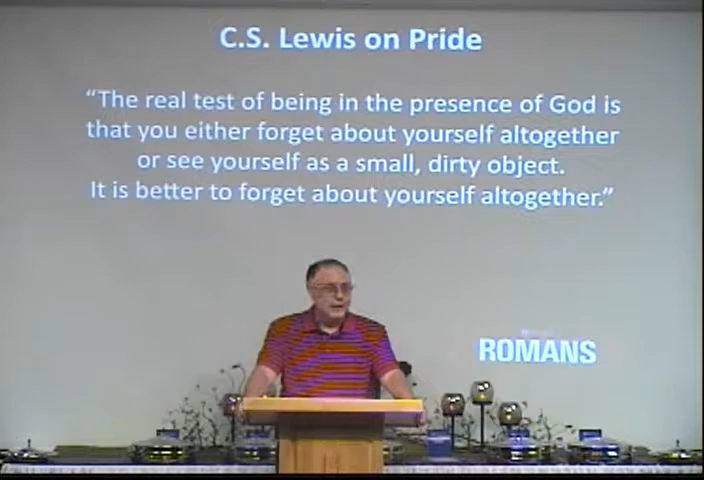 C.S. Lewis on Pride
“The real test of being in the presence of God is
that you either forget about yourself altogether
or see yourself as a small, dirty object.
It is better to forget about yourself altogether.”
ROMANS